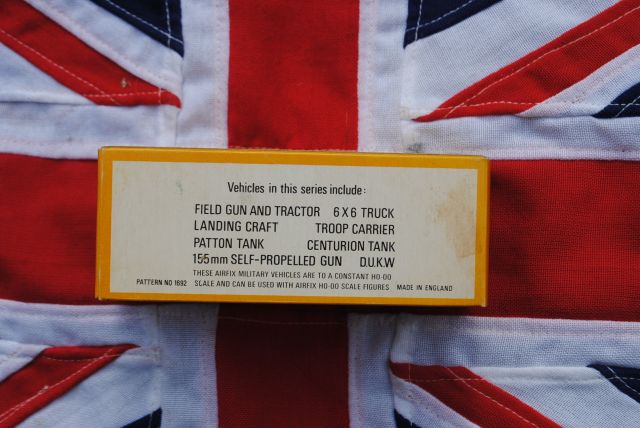 Vehicles in this series include:
FIELD GUN AND TRACTOR 6 X 6 TRUCK
LANDING CRAFT TROOP CARRIER
PATTON TANK CENTURION TANK
155mm SELF-PROPELLED GUN D.U.K.W
THESE AIRFIX MILITARY VEHICLES ARE TO A CONSTANT HO-OO
PATTERN NO 1692 SLALE AND CAN BE USED WITH AIRFIX HO-OO SCALE FIGURES MADE IN ENGLAND